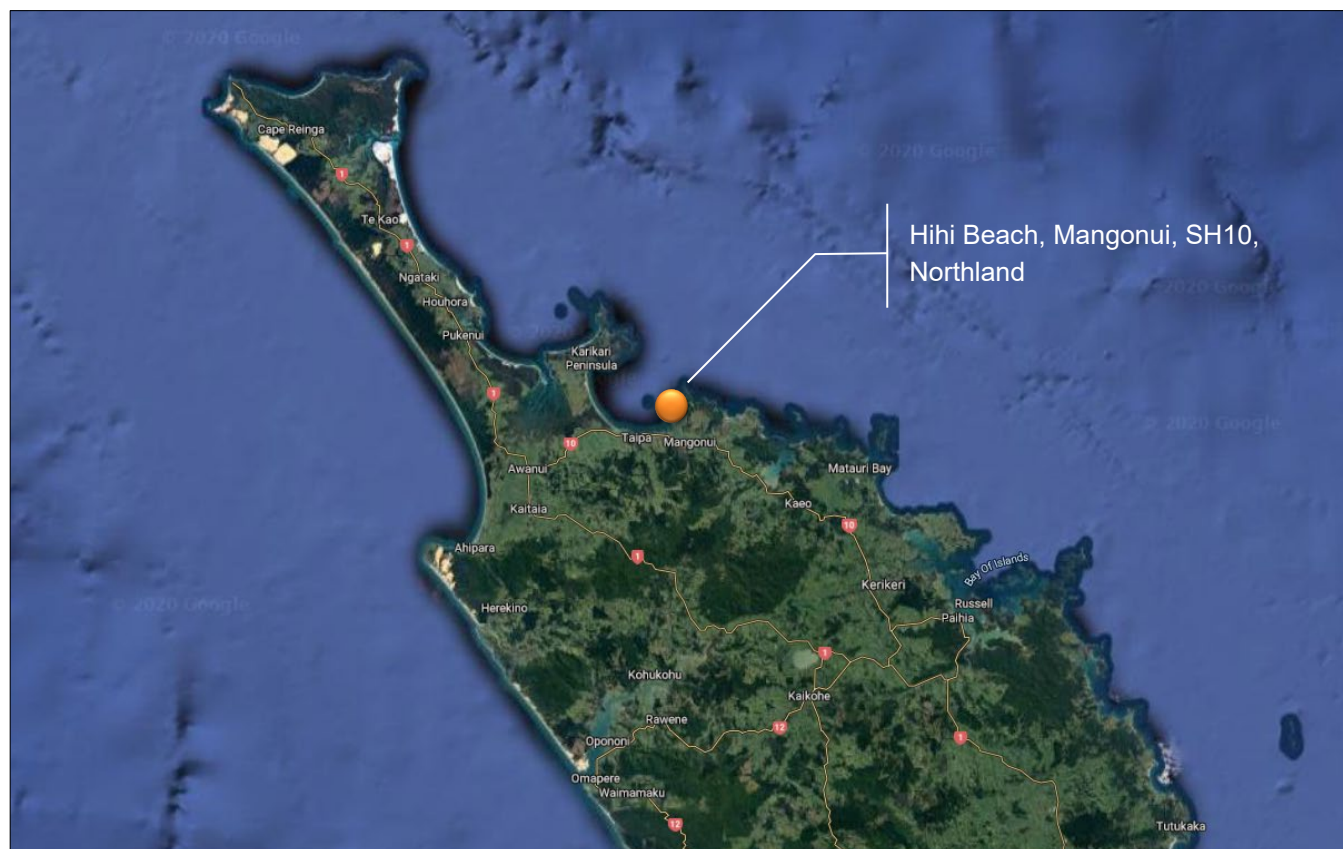 © 2020 Google
Cape Reinga
1
© 2020 Google
Te Kao
1
Hihi Beach, Mangonui, SH10,
Northland
Ngataki
© 2020 Google
Houhora
Pukenui
2020
Karikari
Peninsula
1
© 2020 Google
Taipa
Mangonui
10
Awanui
Matauri Bay
Kaitaia
Kaeo
10
Ahipara
1
Bay Of Islands
Kerikeri
© 2020 Google
Herekino
Russell
Paihia
1
Kohukohu
Kaikohe
Rawene
12
1
Opononi
Omapere
Waimamaku
12
Tutukaka